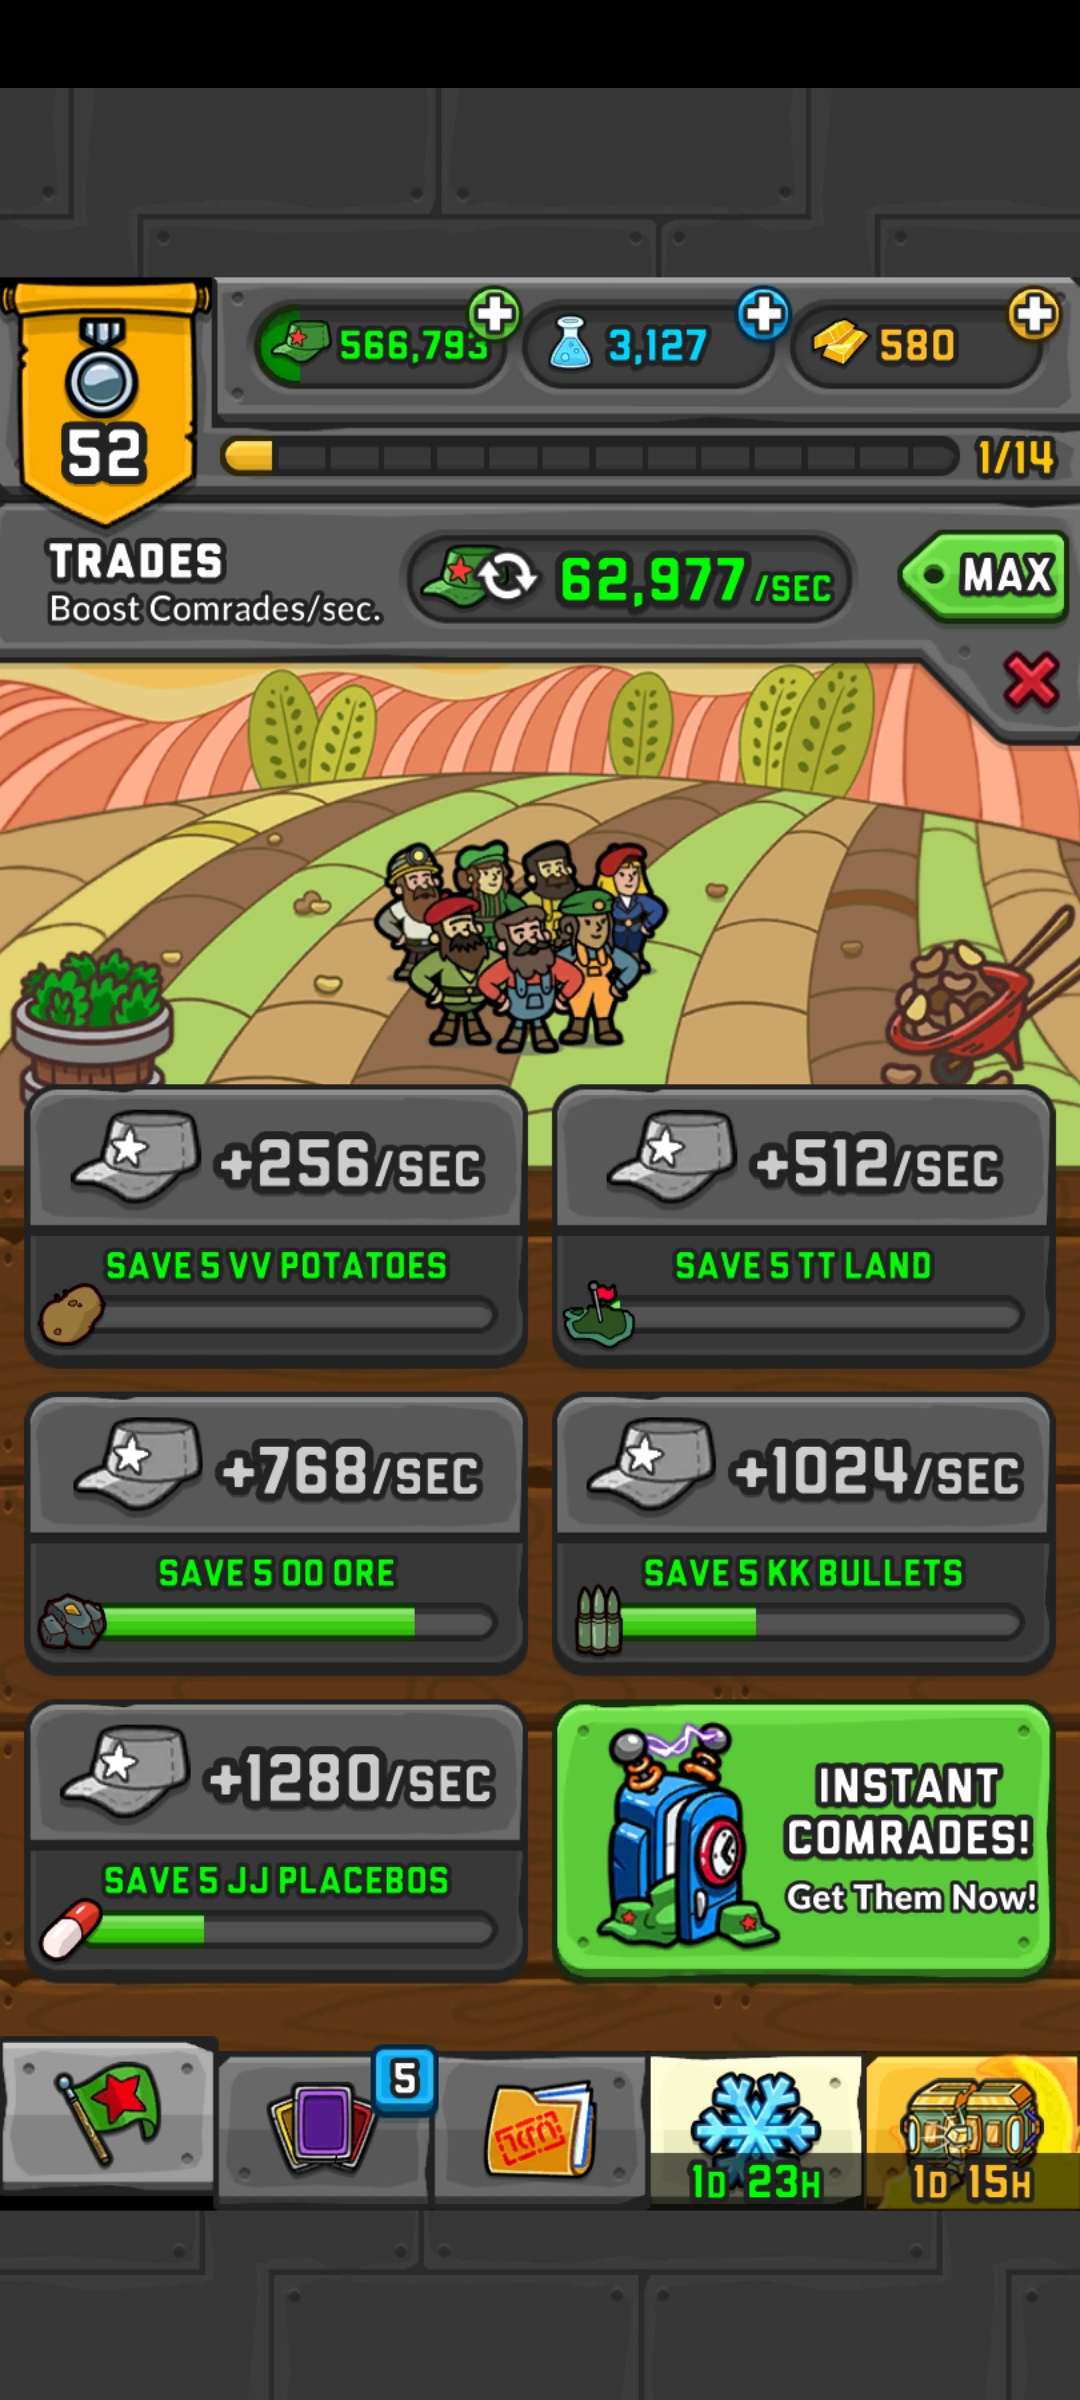 566,793
3,127
580
52
1/14
TRADES
Boost Comrades/sec.
62,977/SEC
MAX
+256/SEC
+512/SEC
SAVE 5 VV POTATOES
SAVE 5 TT LAND
+768/SEC
+1024/SEC
SAVE 5 OO ORE
SAVE 5 KK BULLETS
+1280/SEC
SAVE 5 JJ PLACEBOS
INSTANT
COMRADES!
Get Them Now!
5
1D 23H
1D 15H